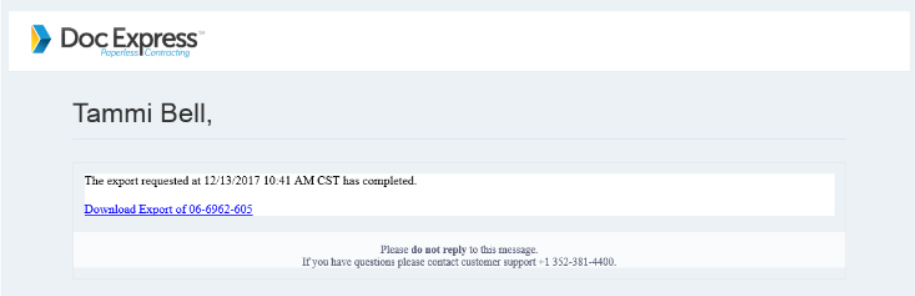 Doc Express℠
Paperless Contracting
Tammi Bell,
The export requested at 12/13/2017 10:41 AM CST has completed.
Download Export of 06-6962-605
Please do not reply to this message.
If you have questions please contact customer support +1 352-381-4400.